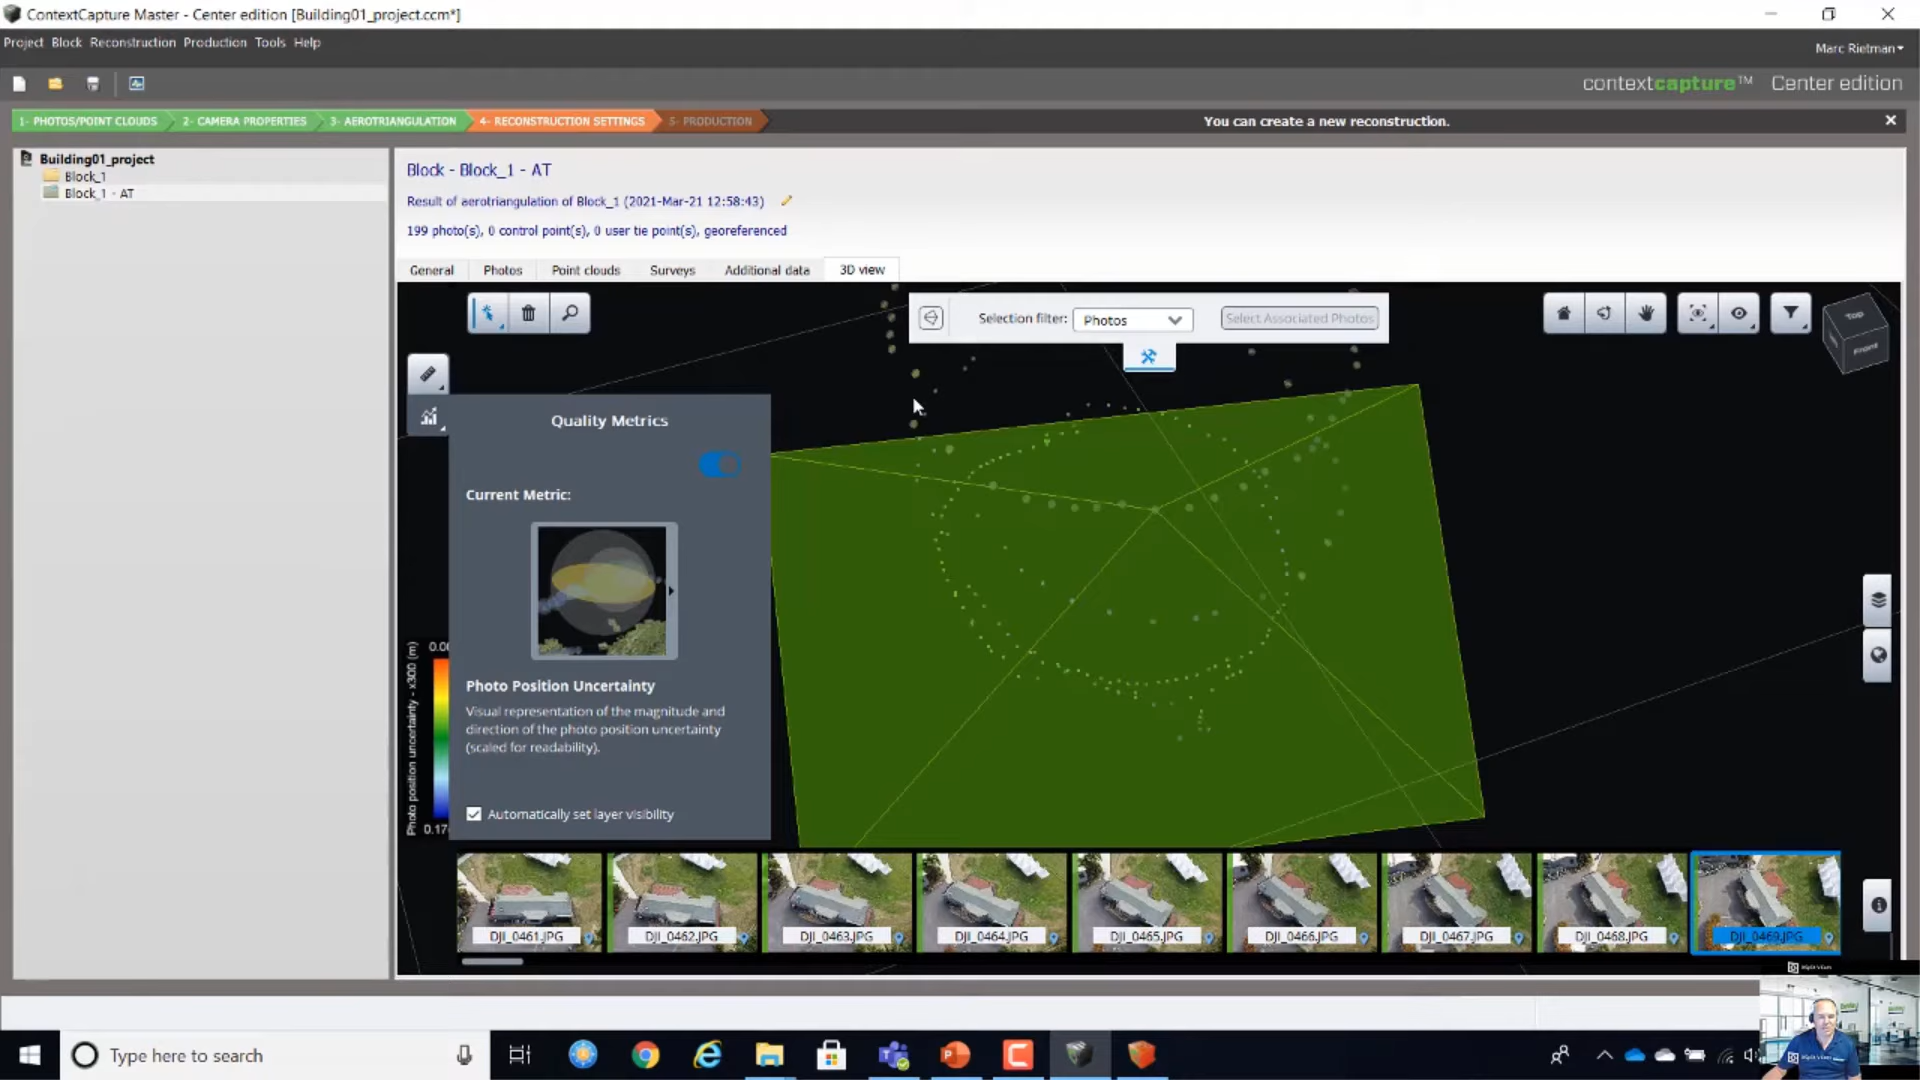 ContextCapture Master - Center edition [Building01_project.ccm*]
Project Block Reconstruction Production Tools Help
Marc Rietman
contextcapture™ Center edition
1- PHOTOS/POINT CLOUDS 2- CAMERA PROPERTIES 3- AEROTRIANGULATION 4- RECONSTRUCTION SETTINGS 5- PRODUCTION You can create a new reconstruction.
Building01_project
Block_1
Block_1 - AT
Block - Block_1 - AT
Result of aerotriangulation of Block_1 (2021-Mar-21 12:58:43)
199 photo(s), 0 control point(s), 0 user tie point(s), georeferenced
General Photos Point clouds Surveys Additional data 3D view
Selection filter: Photos Select Associated Photos
Top
Front
Quality Metrics
Current Metric:
Photo Position Uncertainty
Visual representation of the magnitude and
direction of the photo position uncertainty
(scaled for readability).
Automatically set layer visibility
Photo position uncertainty - x300 (m)
DJI_0461.JPG DJI_0462.JPG DJI_0463.JPG DJI_0464.JPG DJI_0465.JPG DJI_0466.JPG DJI_0467.JPG DJI_0468.JPG DJI_0469.JPG
Type here to search